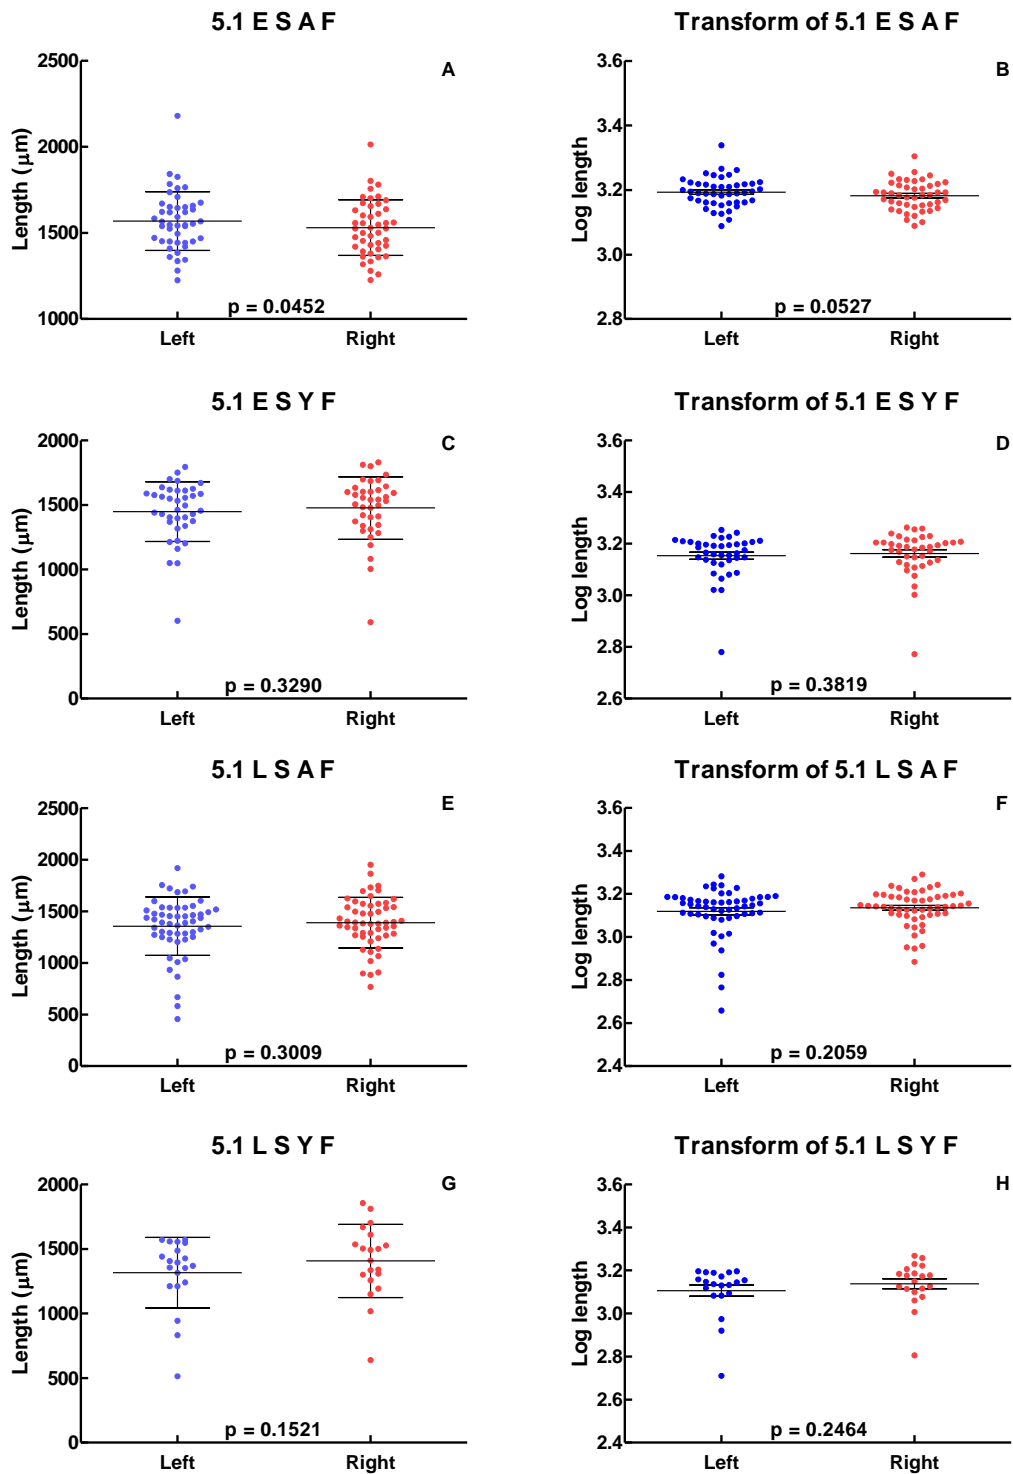 5.1 E S A F
A
2500
2000
1500
1000
Length (µm)
p = 0.0452
Left
Right
Transform of 5.1 E S A F
B
3.6
3.4
3.2
3.0
2.8
Log length
p = 0.0527
Left
Right
5.1 E S Y F
C
2000
1500
1000
500
0
Length (µm)
p = 0.3290
Left
Right
Transform of 5.1 E S Y F
D
3.6
3.4
3.2
3.0
2.8
2.6
Log length
p = 0.3819
Left
Right
5.1 L S A F
E
2500
2000
1500
1000
500
0
Length (µm)
p = 0.3009
Left
Right
Transform of 5.1 L S A F
F
3.6
3.4
3.2
3.0
2.8
2.6
2.4
Log length
p = 0.2059
Left
Right
5.1 L S Y F
G
2000
1500
1000
500
0
Length (µm)
p = 0.1521
Left
Right
Transform of 5.1 L S Y F
H
3.6
3.4
3.2
3.0
2.8
2.6
2.4
Log length
p = 0.2464
Left
Right